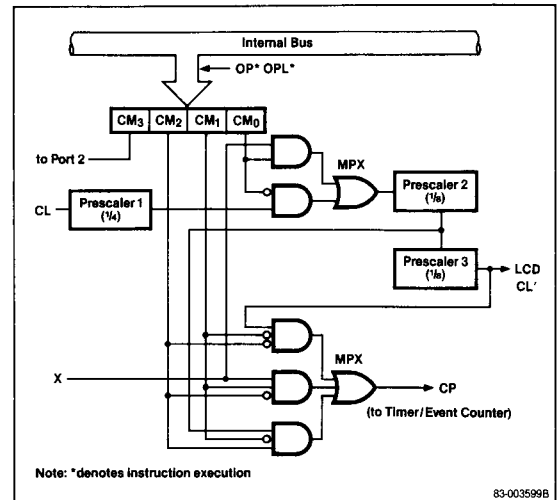 Internal Bus
OP* OPL*
CM3 CM2 CM1 CM0
to Port 2
MPX
CL
Prescaler 1
(1/4)
Prescaler 2
(1/8)
Prescaler 3
(1/8)
LCD
CL'
MPX
X
CP
(to Timer/Event Counter)
Note: *denotes instruction execution
83-003599B